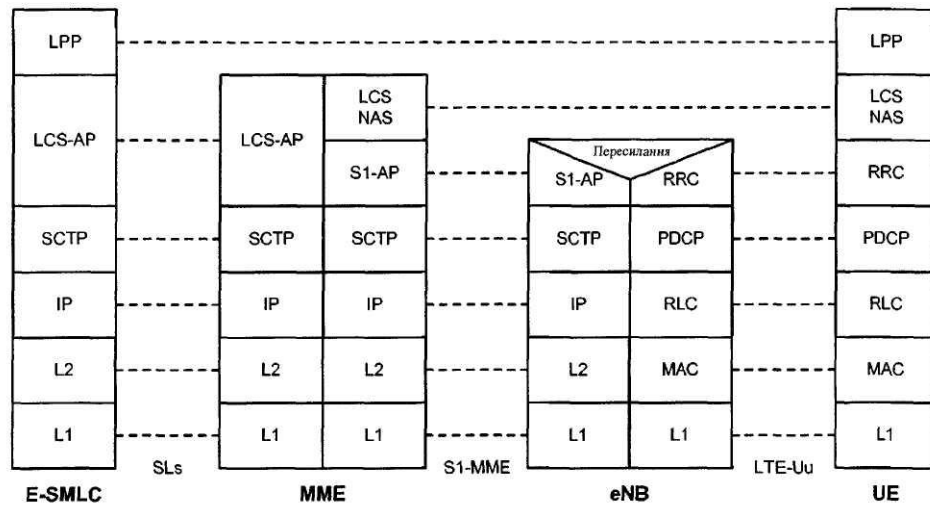 LPP
LPP
LCS-AP
LCS-AP
LCS
NAS
LCS
NAS
Пересилання
S1-AP
S1-AP
RRC
RRC
SCTP
SCTP
SCTP
SCTP
PDCP
PDCP
IP
IP
IP
IP
RLC
RLC
L2
L2
L2
L2
MAC
MAC
L1
L1
L1
L1
L1
L1
SLs
S1-MME
LTE-Uu
E-SMLC
MME
eNB
UE